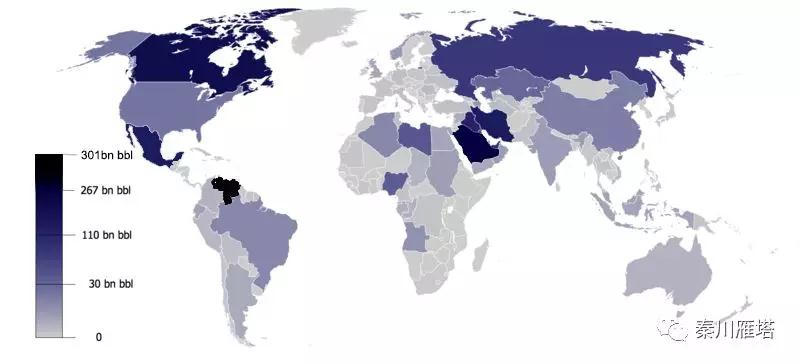 301bn bbl
267 bn bbl
110 bn bbl
30 bn bbl
0
秦川雁塔